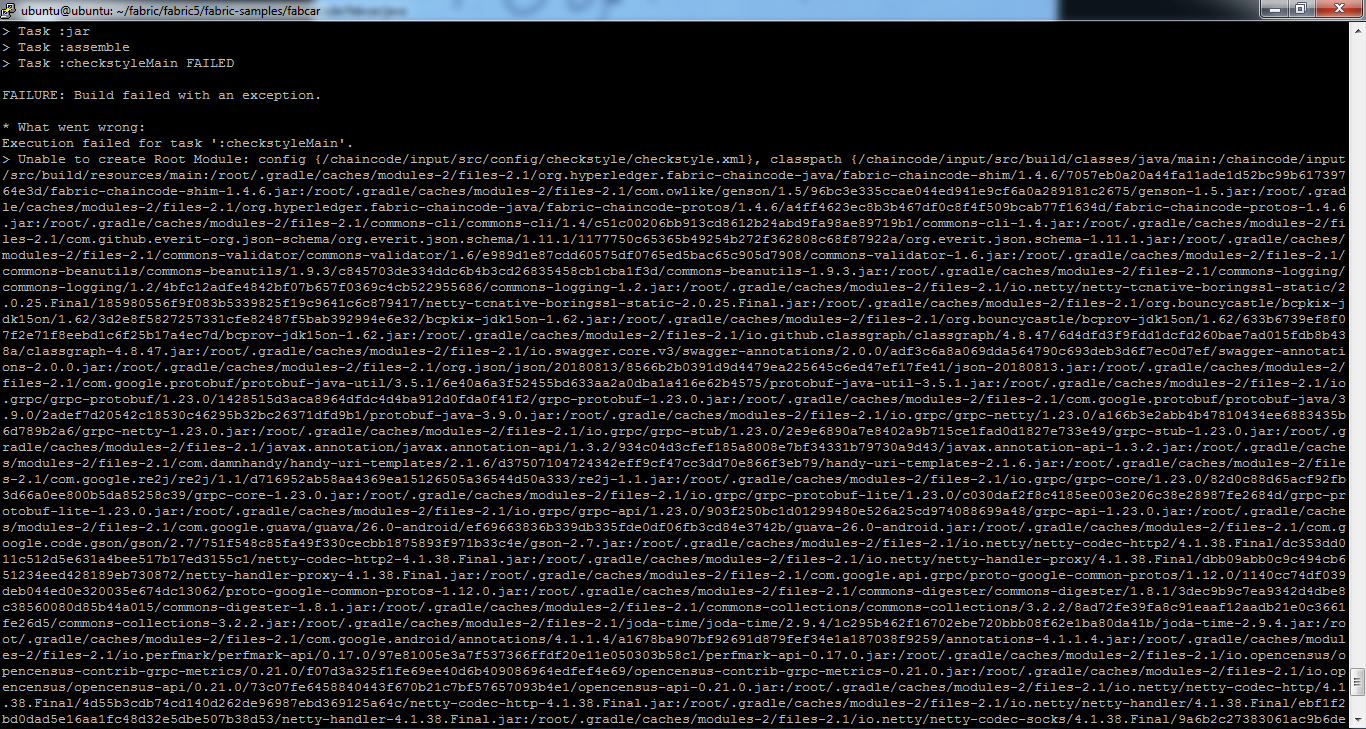 ubuntu@ubuntu: ~/fabric/fabric5/fabric-samples/fabcar
> Task :jar
> Task :assemble
> Task :checkstyleMain FAILED
FAILURE: Build failed with an exception.
* What went wrong:
Execution failed for task ':checkstyleMain'.
> Unable to create Root Module: config {/chaincode/input/src/config/checkstyle/checkstyle.xml}, classpath {/chaincode/input/src/build/classes/java/main:/chaincode/input
/src/build/resources/main:/root/.gradle/caches/modules-2/files-2.1/org.hyperledger.fabric-chaincode-java/fabric-chaincode-shim/1.4.6/7057eb0a20a44fa11ade1d52bc99b617397
64e3d/fabric-chaincode-shim-1.4.6.jar:/root/.gradle/caches/modules-2/files-2.1/com.owlike/genson/1.5/96bc3e335ccae044ed941e9cf6a0a289181c2675/genson-1.5.jar:/root/.grad
le/caches/modules-2/files-2.1/org.hyperledger.fabric-chaincode-java/fabric-chaincode-protos/1.4.6/a4ff4623ec8b3b467df0c8f4f509bcab77f1634d/fabric-chaincode-protos-1.4.6
.jar:/root/.gradle/caches/modules-2/files-2.1/commons-cli/commons-cli/1.4/c51c00206bb913cd8612b24abd9fa98ae89719b1/commons-cli-1.4.jar:/root/.gradle/caches/modules-2/fi
les-2.1/com.github.everit-org.json-schema/org.everit.json.schema/1.11.1/1177750c65365b49254b272f362808c68f87922a/org.everit.json.schema-1.11.1.jar:/root/.gradle/caches/
modules-2/files-2.1/commons-validator/commons-validator/1.6/e989d1e87cdd60575df0765ed5bac65c905d7908/commons-validator-1.6.jar:/root/.gradle/caches/modules-2/files-2.1/
commons-beanutils/commons-beanutils/1.9.3/c845703de334ddc6b4b3cd26835458cb1cba1f3d/commons-beanutils-1.9.3.jar:/root/.gradle/caches/modules-2/files-2.1/commons-logging/
commons-logging/1.2/4bfc12adfe4842bf07b657f0369c4cb522955686/commons-logging-1.2.jar:/root/.gradle/caches/modules-2/files-2.1/io.netty/netty-tcnative-boringssl-static/2
.0.25.Final/185980556f9f083b5339825f19c9641c6c879417/netty-tcnative-boringssl-static-2.0.25.Final.jar:/root/.gradle/caches/modules-2/files-2.1/org.bouncycastle/bcpkix-j
dk15on/1.62/3d2e8f5827257331cfe82487f5bab392994e6e32/bcpkix-jdk15on-1.62.jar:/root/.gradle/caches/modules-2/files-2.1/org.bouncycastle/bcprov-jdk15on/1.62/633b6739ef8f0
7f2e71f8eebd1c6f25b17a4ec7d/bcprov-jdk15on-1.62.jar:/root/.gradle/caches/modules-2/files-2.1/io.github.classgraph/classgraph/4.8.47/6d4dfd3f9fdd1dcfd260bae7ad015fdb8b43
8a/classgraph-4.8.47.jar:/root/.gradle/caches/modules-2/files-2.1/io.swagger.core.v3/swagger-annotations/2.0.0/adf3c6a8a069dda564790c693deb3d6f7ec0d7ef/swagger-annotati
ons-2.0.0.jar:/root/.gradle/caches/modules-2/files-2.1/org.json/json/20180813/8566b2b0391d9d4479ea225645c6ed47ef17fe41/json-20180813.jar:/root/.gradle/caches/modules-2/
files-2.1/com.google.protobuf/protobuf-java-util/3.5.1/6e40a6a3f52455bd633aa2a0dba1a416e62b4575/protobuf-java-util-3.5.1.jar:/root/.gradle/caches/modules-2/files-2.1/io
.grpc/grpc-protobuf/1.23.0/1428515d3aca8964dfdc4d4ba912d0fda0f41f2/grpc-protobuf-1.23.0.jar:/root/.gradle/caches/modules-2/files-2.1/com.google.protobuf/protobuf-java/3
.9.0/2adef7d20542c18530c46295b32bc26371dfd9b1/protobuf-java-3.9.0.jar:/root/.gradle/caches/modules-2/files-2.1/io.grpc/grpc-netty/1.23.0/a166b3e2abb4b47810434ee6883435b
6d789b2a6/grpc-netty-1.23.0.jar:/root/.gradle/caches/modules-2/files-2.1/io.grpc/grpc-stub/1.23.0/2e9e6890a7e8402a9b715ce1fad0d1827e733e49/grpc-stub-1.23.0.jar:/root/.g
radle/caches/modules-2/files-2.1/javax.annotation/javax.annotation-api/1.3.2/934c04d3cfef185a8008e7bf34331b79730a9d43/javax.annotation-api-1.3.2.jar:/root/.gradle/cache
s/modules-2/files-2.1/com.damnhandy/handy-uri-templates/2.1.6/d37507104724342eff9cf47cc3dd70e866f3eb79/handy-uri-templates-2.1.6.jar:/root/.gradle/caches/modules-2/file
s-2.1/com.google.re2j/re2j/1.1/d716952ab58aa4369ea15126505a36544d50a333/re2j-1.1.jar:/root/.gradle/caches/modules-2/files-2.1/io.grpc/grpc-core/1.23.0/82d0c88d65acf92fb
3d66a0ee800b5da85258c39/grpc-core-1.23.0.jar:/root/.gradle/caches/modules-2/files-2.1/io.grpc/grpc-protobuf-lite/1.23.0/c030daf2f8c4185ee003e206c38e28987fe2684d/grpc-pr
otobuf-lite-1.23.0.jar:/root/.gradle/caches/modules-2/files-2.1/io.grpc/grpc-api/1.23.0/903f250bc1d01299480e526a25cd974088699a48/grpc-api-1.23.0.jar:/root/.gradle/cache
s/modules-2/files-2.1/com.google.guava/guava/26.0-android/ef69663836b339db335fde0df06fb3cd84e3742b/guava-26.0-android.jar:/root/.gradle/caches/modules-2/files-2.1/com.g
oogle.code.gson/gson/2.7/751f548c85fa49f330cecbb1875893f971b33c4e/gson-2.7.jar:/root/.gradle/caches/modules-2/files-2.1/io.netty/netty-codec-http2/4.1.38.Final/dc353dd0
11c512d5e631a4bee517b17ed3155c1/netty-codec-http2-4.1.38.Final.jar:/root/.gradle/caches/modules-2/files-2.1/io.netty/netty-handler-proxy/4.1.38.Final/dbb09abb0c9c494cb6
51234eed428189eb730872/netty-handler-proxy-4.1.38.Final.jar:/root/.gradle/caches/modules-2/files-2.1/com.google.api.grpc/proto-google-common-protos/1.12.0/1140cc74df039
deb044ed0e320035e674dc13062/proto-google-common-protos-1.12.0.jar:/root/.gradle/caches/modules-2/files-2.1/commons-digester/commons-digester/1.8.1/3dec9b9c7ea9342d4dbe8
c38560080d85b44a015/commons-digester-1.8.1.jar:/root/.gradle/caches/modules-2/files-2.1/commons-collections/commons-collections/3.2.2/8ad72fe39fa8c91eaaf12aadb21e0c3661
fe26d5/commons-collections-3.2.2.jar:/root/.gradle/caches/modules-2/files-2.1/joda-time/joda-time/2.9.4/1c295b462f16702ebe720bbb08f62e1ba80da41b/joda-time-2.9.4.jar:/ro
ot/.gradle/caches/modules-2/files-2.1/com.google.android/annotations/4.1.1.4/a1678ba907bf92691d879fef34e1a187038f9259/annotations-4.1.1.4.jar:/root/.gradle/caches/modul
es-2/files-2.1/io.perfmark/perfmark-api/0.17.0/97e81005e3a7f537366ffdf20e11e050303b58c1/perfmark-api-0.17.0.jar:/root/.gradle/caches/modules-2/files-2.1/io.opencensus/o
pencensus-contrib-grpc-metrics/0.21.0/f07d3a325f1fe69ee40d6b409086964edfef4e69/opencensus-contrib-grpc-metrics-0.21.0.jar:/root/.gradle/caches/modules-2/files-2.1/io.op
encensus/opencensus-api/0.21.0/73c07fe6458840443f670b21c7bf57657093b4e1/opencensus-api-0.21.0.jar:/root/.gradle/caches/modules-2/files-2.1/io.netty/netty-codec-http/4.1
.38.Final/4d55b3cdb74cd140d262de96987ebd369125a64c/netty-codec-http-4.1.38.Final.jar:/root/.gradle/caches/modules-2/files-2.1/io.netty/netty-handler/4.1.38.Final/ebf1f2
bd0dad5e16aa1fc48d32e5dbe507b38d53/netty-handler-4.1.38.Final.jar:/root/.gradle/caches/modules-2/files-2.1/io.netty/netty-codec-socks/4.1.38.Final/9a6b2c27383061ac9b6de